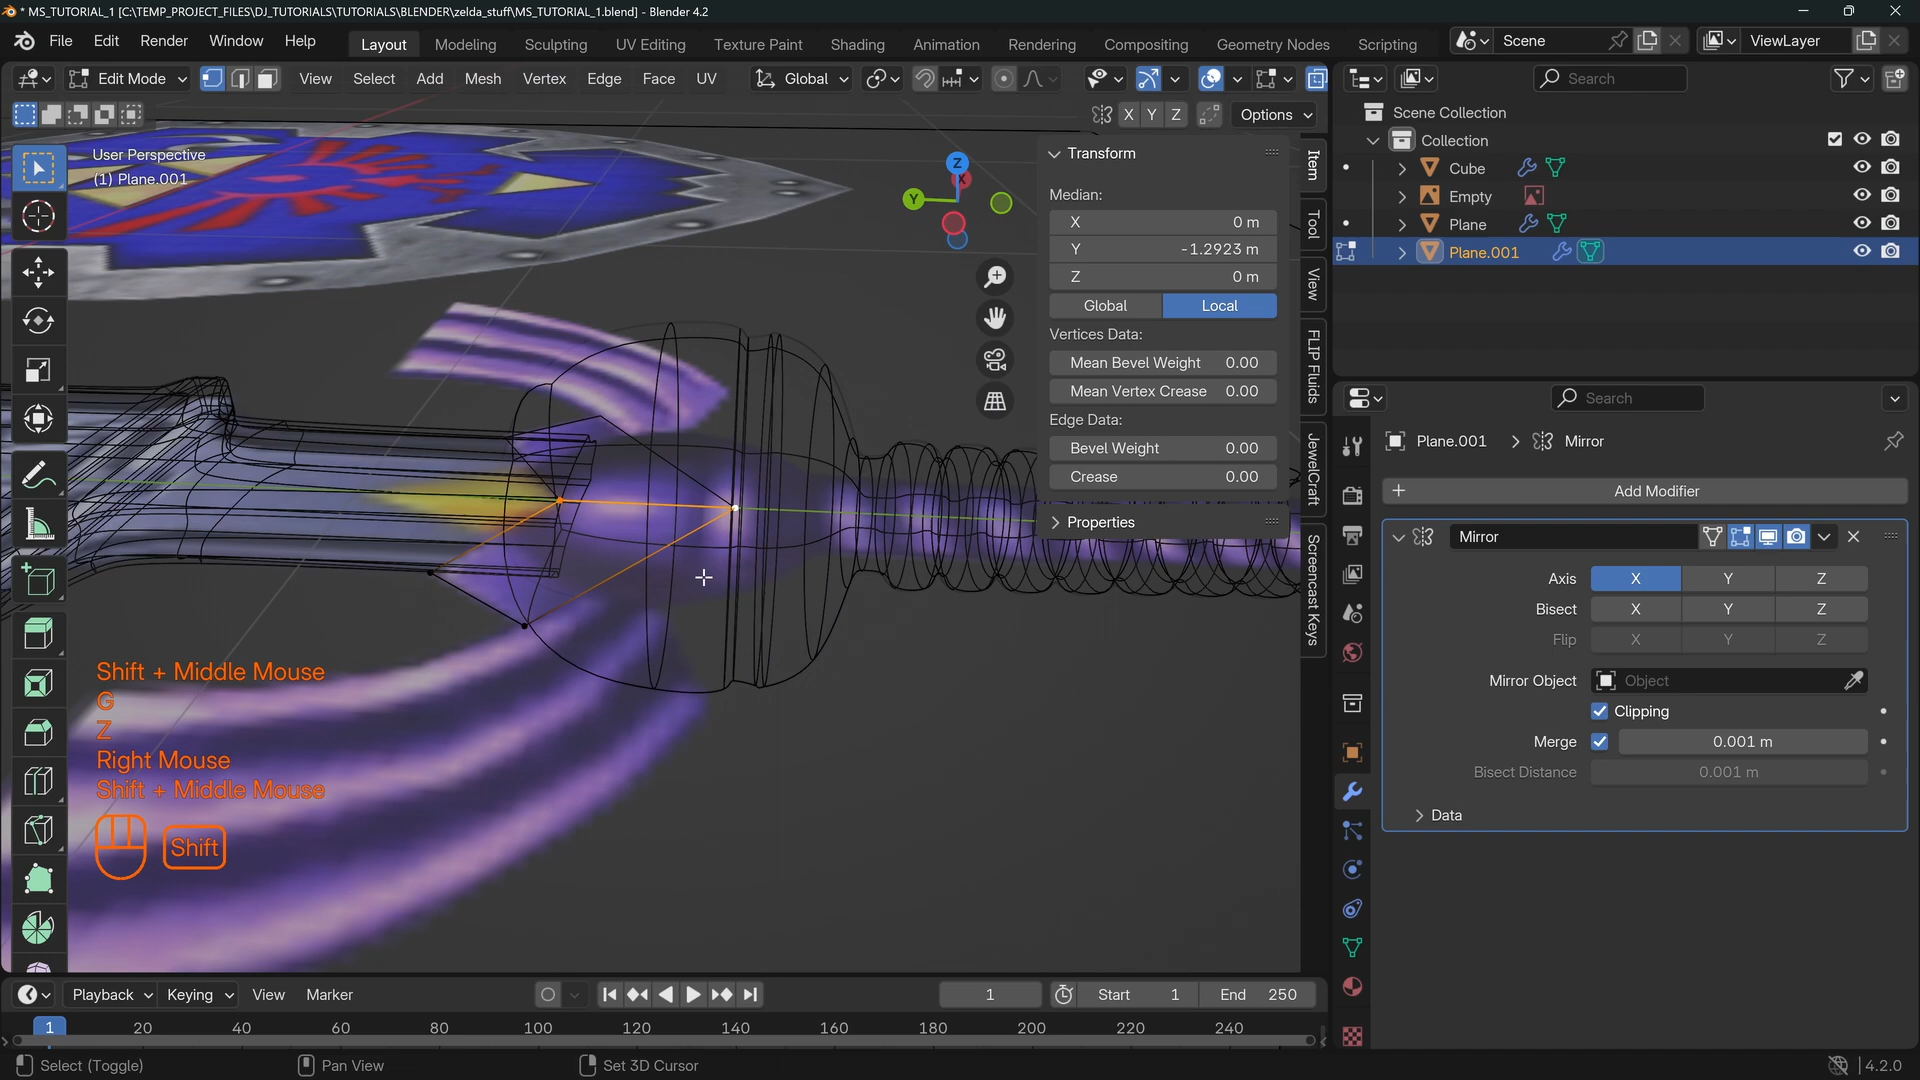 * MS_TUTORIAL_1 [C:\TEMP_PROJECT_FILES\DJ_TUTORIALS\TUTORIALS\BLENDER\zelda_stuff\MS_TUTORIAL_1.blend] - Blender 4.2
File Edit Render Window Help Layout Modeling Sculpting UV Editing Texture Paint Shading Animation Rendering Compositing Geometry Nodes Scripting Scene ViewLayer
Edit Mode View Select Add Mesh Vertex Edge Face UV Global Search
X Y Z Options Scene Collection
User Perspective
(1) Plane.001
Transform
Collection
Cube
Empty
Plane
Plane.001
Z
X
Y
Median:
X 0 m
Y -1.2923 m
Z 0 m
Global Local
Vertices Data:
Mean Bevel Weight 0.00
Mean Vertex Crease 0.00
Edge Data:
Bevel Weight 0.00
Crease 0.00
Properties
Item
Tool
View
FLIP Fluids
JewelCraft
Screencast Keys
Search
Plane.001 Mirror
Add Modifier
Mirror
Axis X Y Z
Bisect X Y Z
Flip X Y Z
Mirror Object Object
Clipping
Merge 0.001 m
Bisect Distance 0.001 m
Data
Shift + Middle Mouse
G
Z
Right Mouse
Shift + Middle Mouse
Shift
Playback Keying View Marker 1 Start 1 End 250
1 20 40 60 80 100 120 140 160 180 200 220 240
Select (Toggle) Pan View Set 3D Cursor 4.2.0